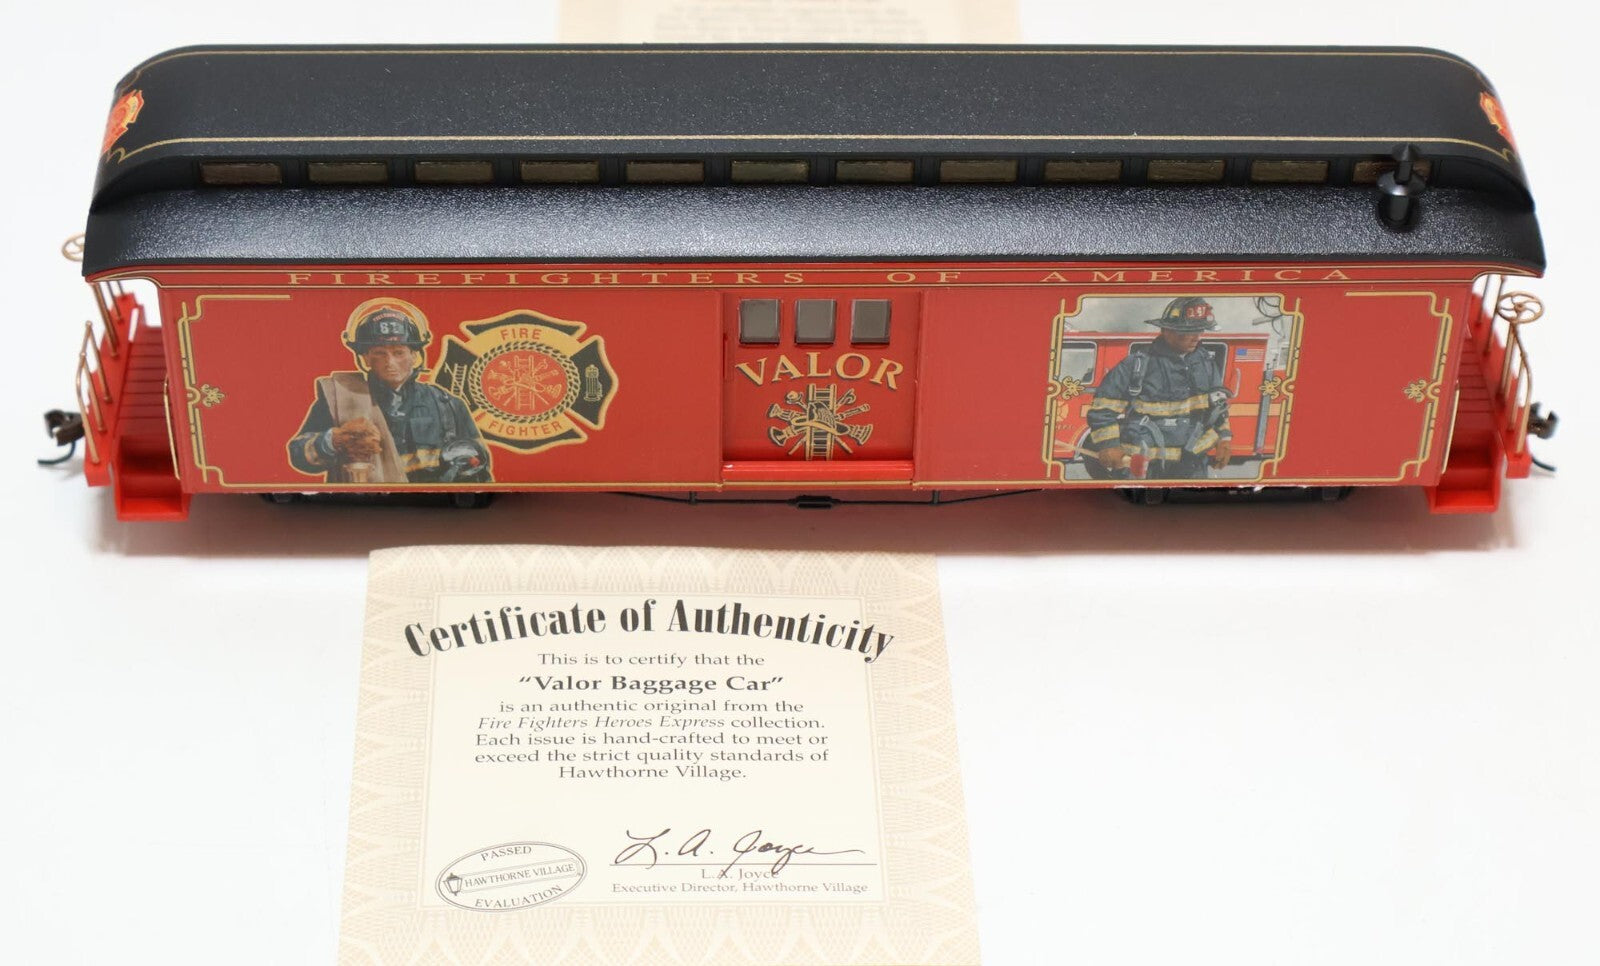 FIREFIGHTERS OF AMERICA
FIRE
FIGHTER
VALOR
Certificate of Authenticity
This is to certify that the
“Valor Baggage Car”
is an authentic original from the
Fire Fighters Heroes Express collection.
Each issue is hand-crafted to meet or
exceed the strict quality standards of
Hawthorne Village.
L. A. Joyce
L.A. Joyce
Executive Director, Hawthorne Village
PASSED
HAWTHORNE VILLAGE
EVALUATION